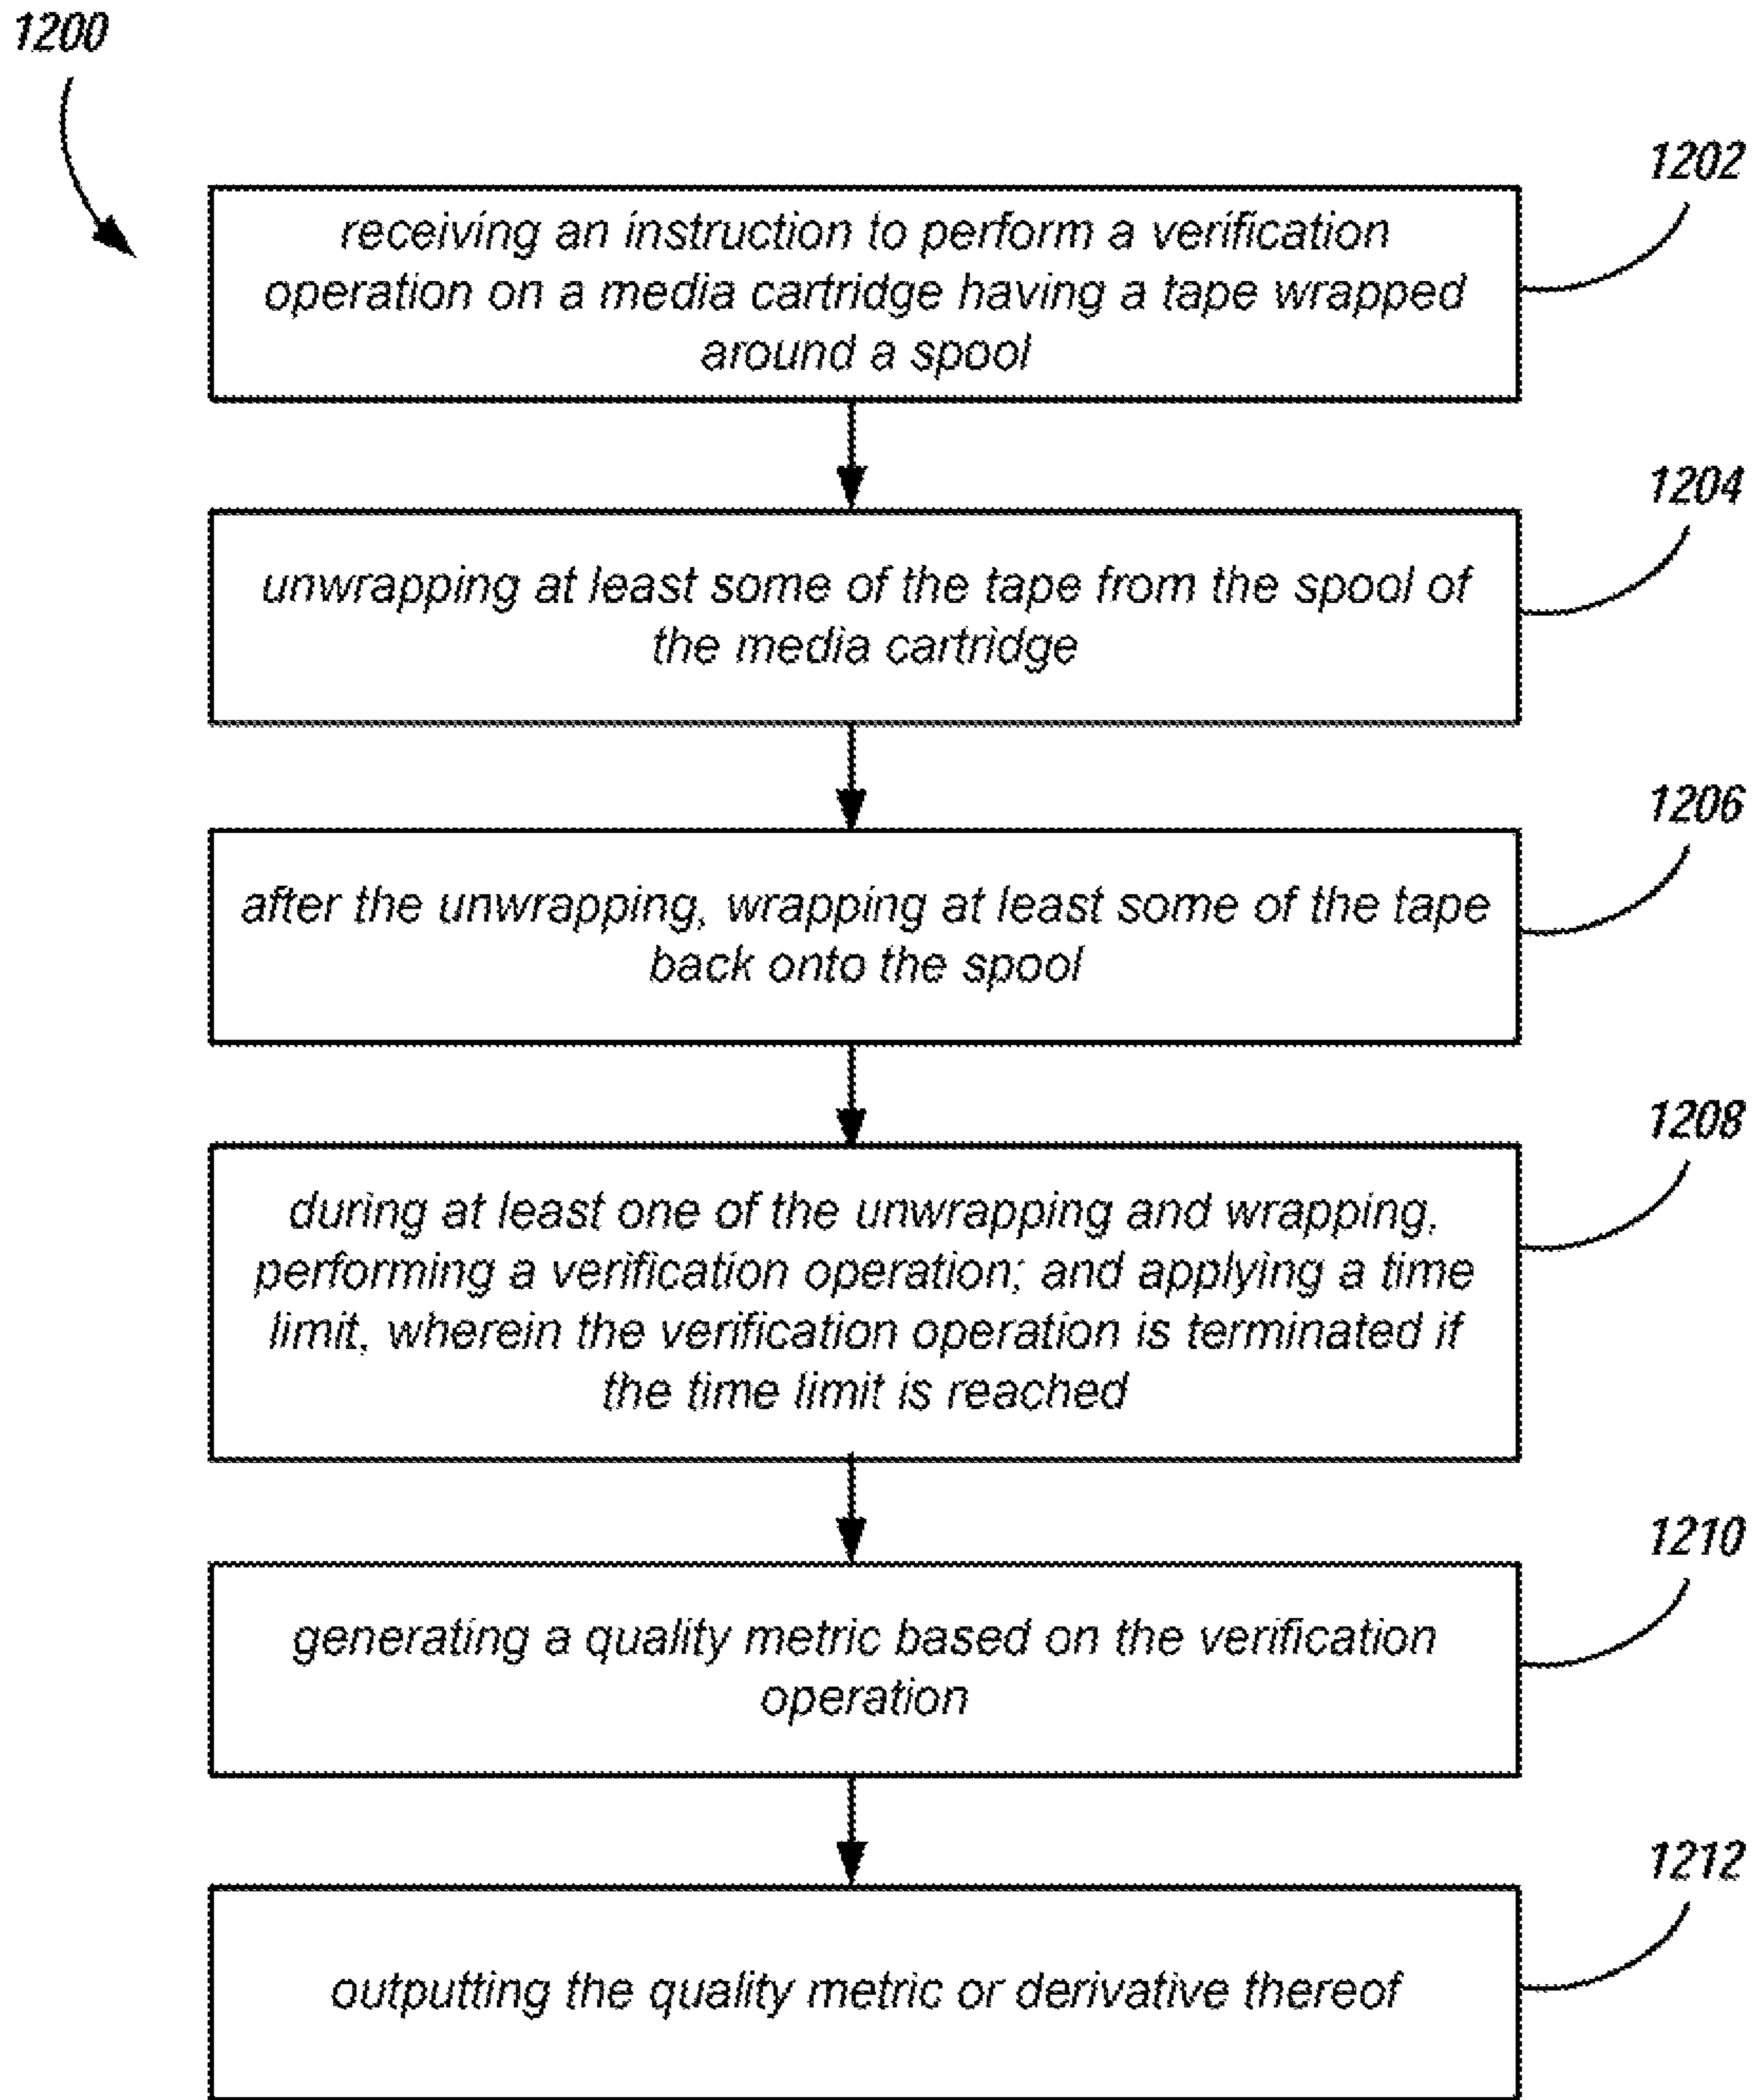 1200
1202
receiving an instruction to perform a verification
operation on a media cartridge having a tape wrapped
around a spool
1204
unwrapping at least some of the tape from the spool of
the media cartridge
1206
after the unwrapping, wrapping at least some of the tape
back onto the spool
1208
during at least one of the unwrapping and wrapping,
performing a verification operation; and applying a time
limit, wherein the verification operation is terminated if
the time limit is reached
1210
generating a quality metric based on the verification
operation
1212
outputting the quality metric or derivative thereof